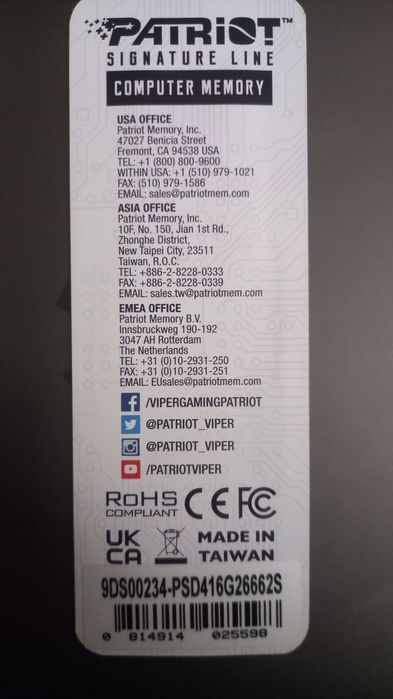 PATRIOT™
SIGNATURE LINE
COMPUTER MEMORY
USA OFFICE
Patriot Memory, Inc.
47027 Benicia Street
Fremont, CA 94538 USA
TEL: +1 (800) 800-9600
WITHIN USA: +1 (510) 979-1021
FAX: (510) 979-1586
EMAIL: sales@patriotmem.com
ASIA OFFICE
Patriot Memory, Inc.
10F, No. 150, Jian 1st Rd.,
Zhonghe District,
New Taipei City, 23511
Taiwan, R.O.C.
TEL: +886-2-8228-0333
FAX: +886-2-8228-0339
EMAIL: sales.tw@patriotmem.com
EMEA OFFICE
Patriot Memory B.V.
Innsbruckweg 190-192
3047 AH Rotterdam
The Netherlands
TEL: +31 (0)10-2931-250
FAX: +31 (0)10-2931-251
EMAIL: EUsales@patriotmem.com
/VIPERGAMINGPATRIOT
@PATRIOT_VIPER
@PATRIOT_VIPER
/PATRIOTVIPER
RoHS
COMPLIANT CE FC
UK
CA
MADE IN
TAIWAN
9DS00234-PSD416G26662S
0 814914 025598